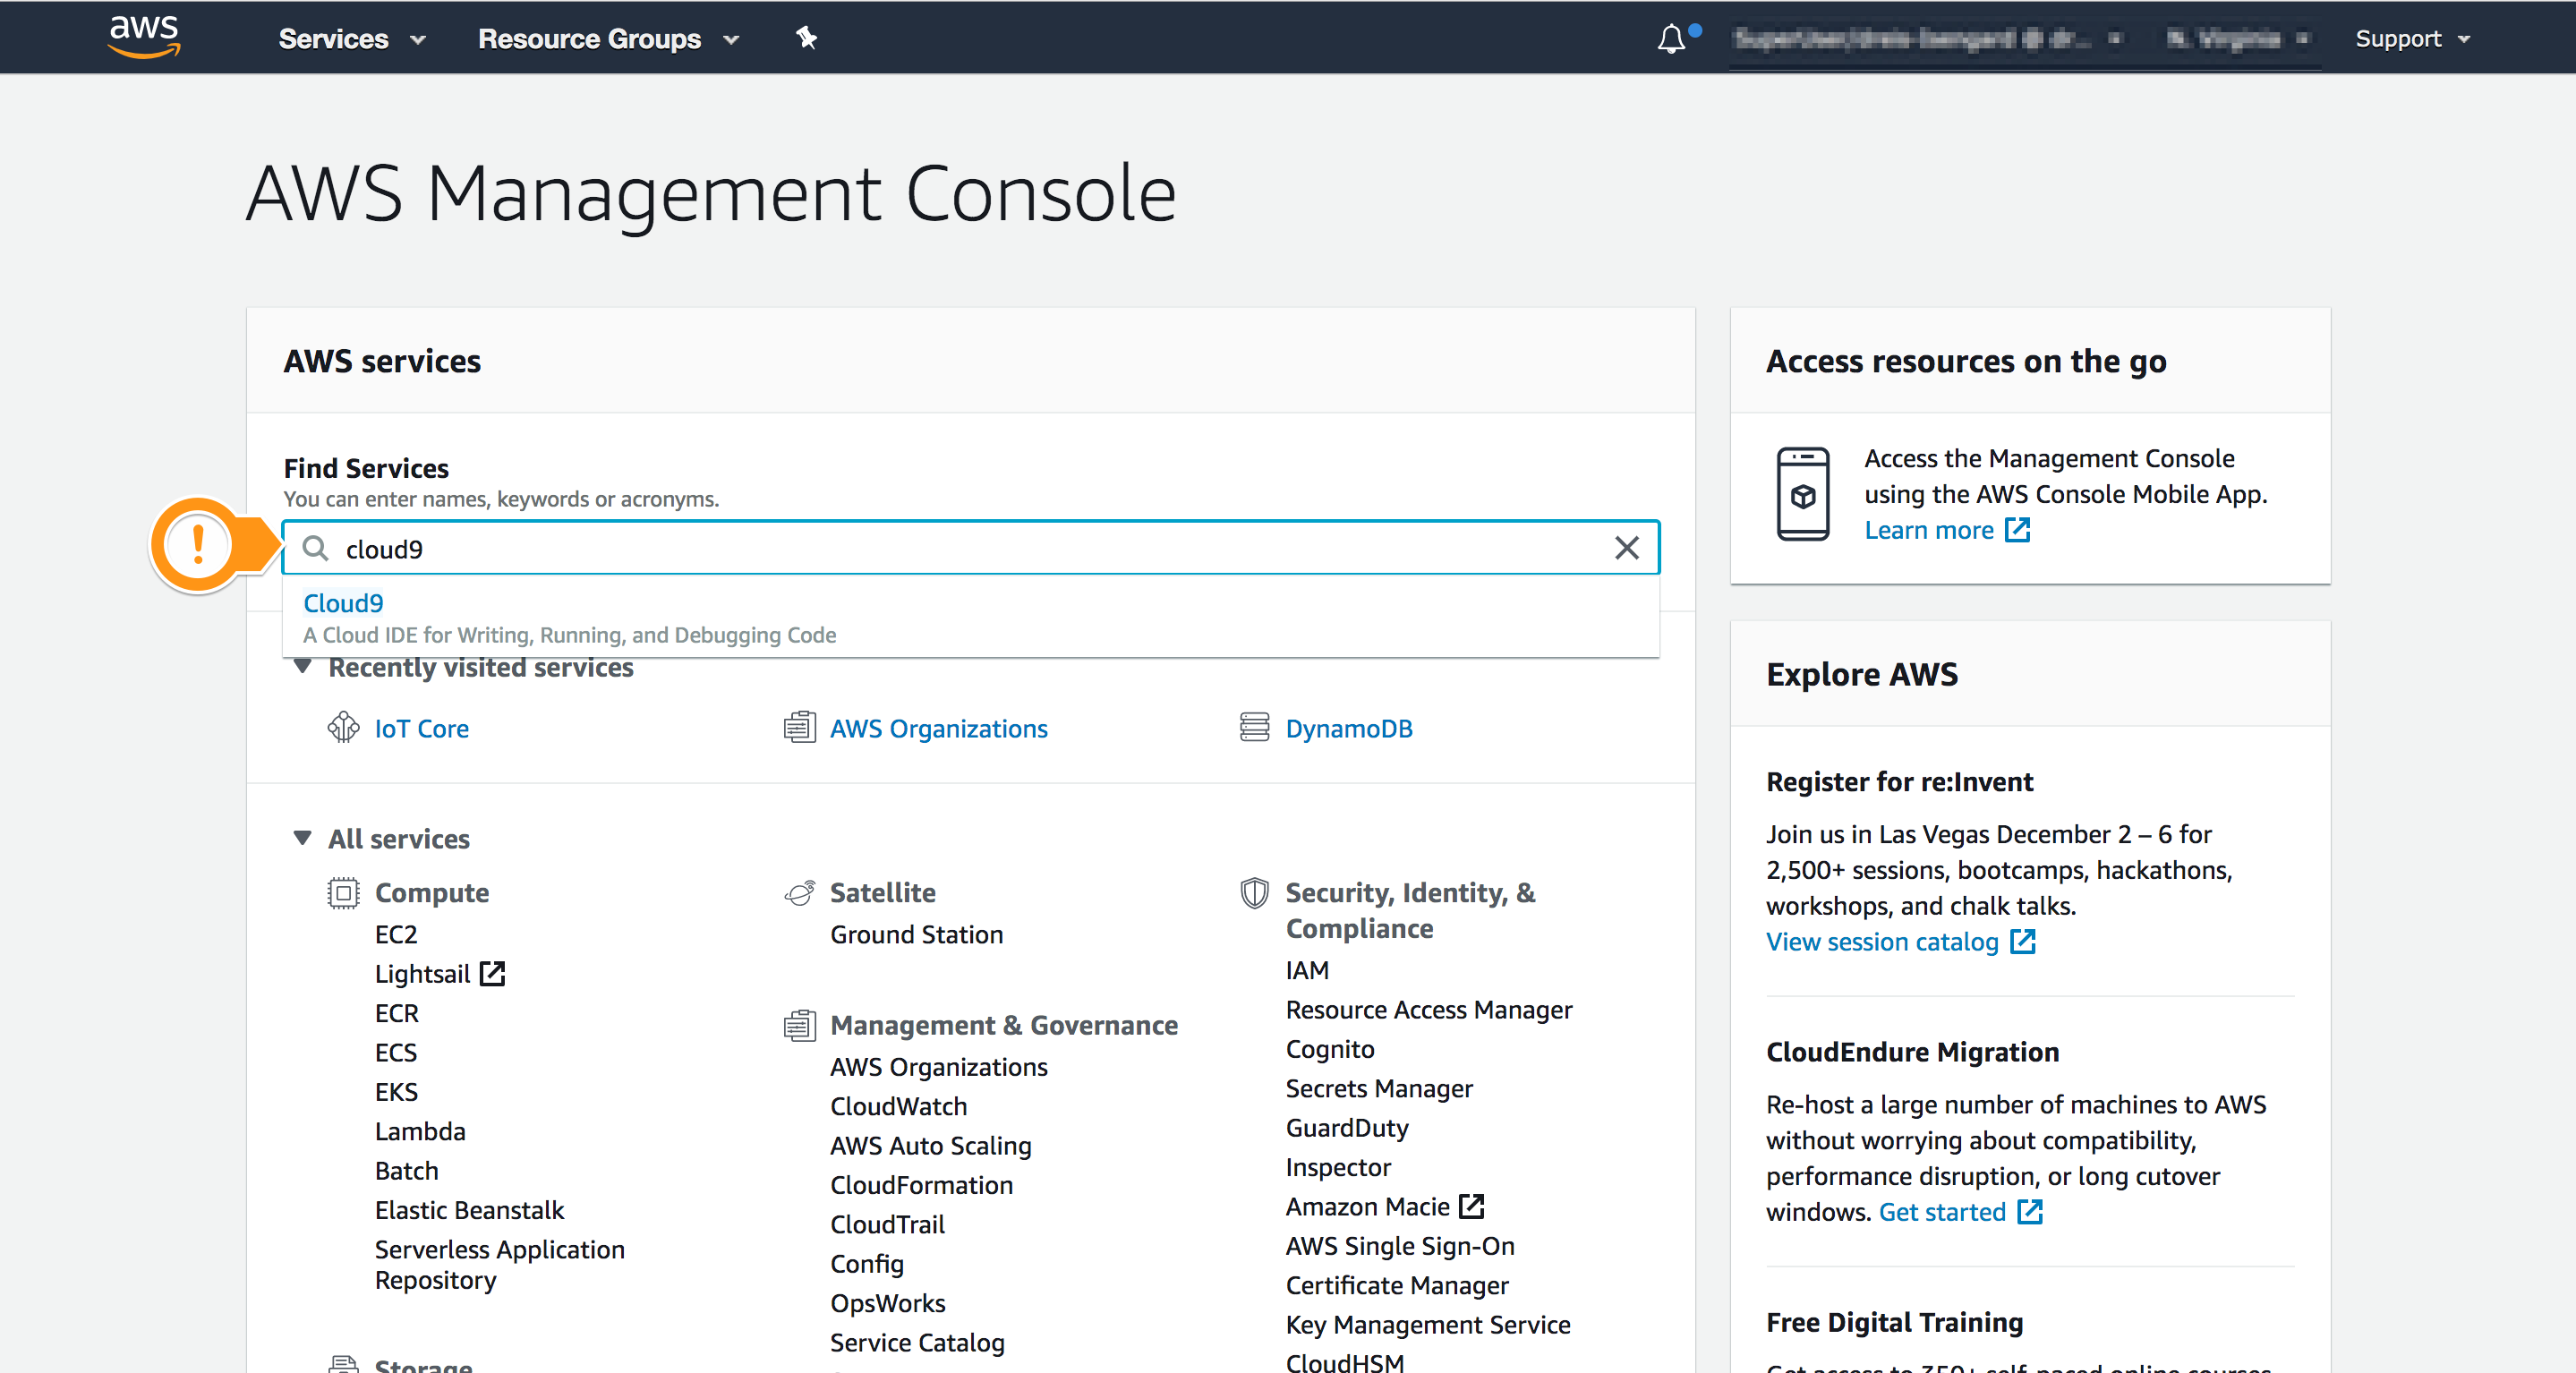 aws Services Resource Groups Support
AWS Management Console
AWS services
Find Services
You can enter names, keywords or acronyms.
cloud9
Cloud9
A Cloud IDE for Writing, Running, and Debugging Code
Recently visited services
IoT Core
AWS Organizations
DynamoDB
All services
Compute
EC2
Lightsail
ECR
ECS
EKS
Lambda
Batch
Elastic Beanstalk
Serverless Application
Repository
Storage
Satellite
Ground Station
Management & Governance
AWS Organizations
CloudWatch
AWS Auto Scaling
CloudFormation
CloudTrail
Config
OpsWorks
Service Catalog
Security, Identity, &
Compliance
IAM
Resource Access Manager
Cognito
Secrets Manager
GuardDuty
Inspector
Amazon Macie
AWS Single Sign-On
Certificate Manager
Key Management Service
CloudHSM
Access resources on the go
Access the Management Console
using the AWS Console Mobile App.
Learn more
Explore AWS
Register for re:Invent
Join us in Las Vegas December 2 – 6 for
2,500+ sessions, bootcamps, hackathons,
workshops, and chalk talks.
View session catalog
CloudEndure Migration
Re-host a large number of machines to AWS
without worrying about compatibility,
performance disruption, or long cutover
windows. Get started
Free Digital Training
Get access to 350+ self-paced online courses